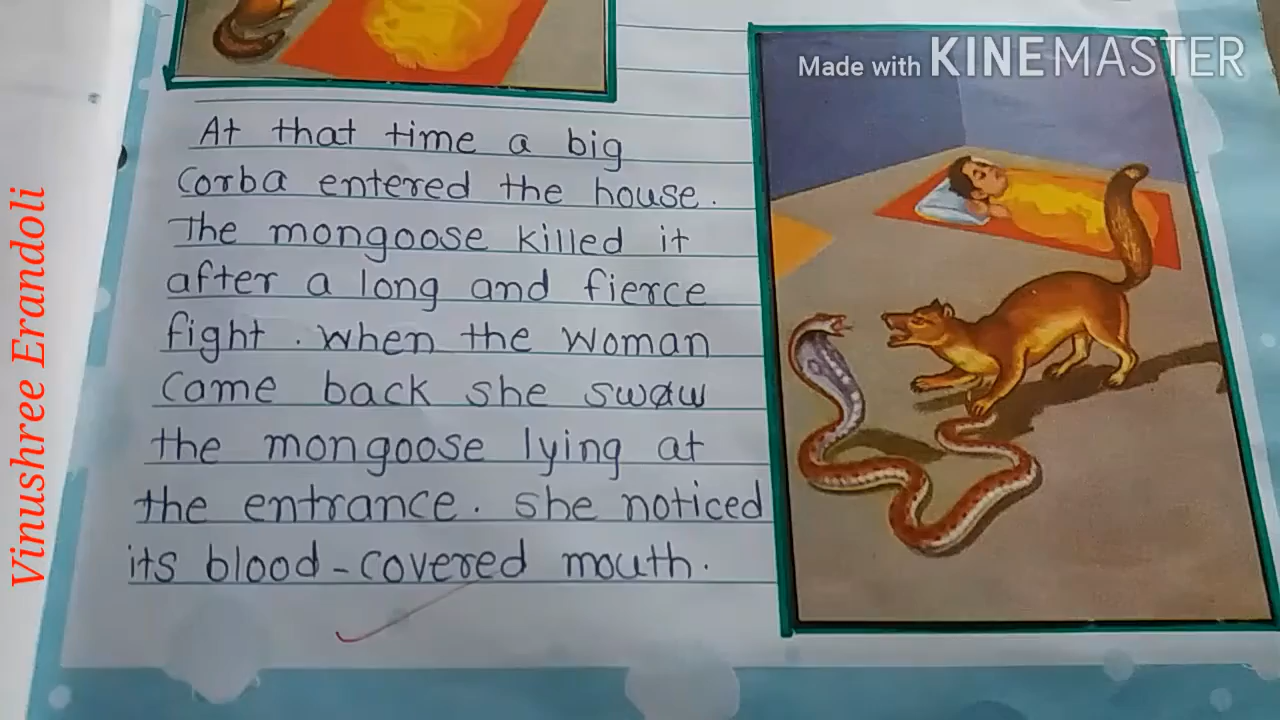 Made with KINEMASTER
Vinushree Erandoli
At that time a big
corba entered the house.
The mongoose killed it
after a long and fierce
fight. When the woman
came back she swaw
the mongoose lying at
the entrance. She noticed
its blood-covered mouth.